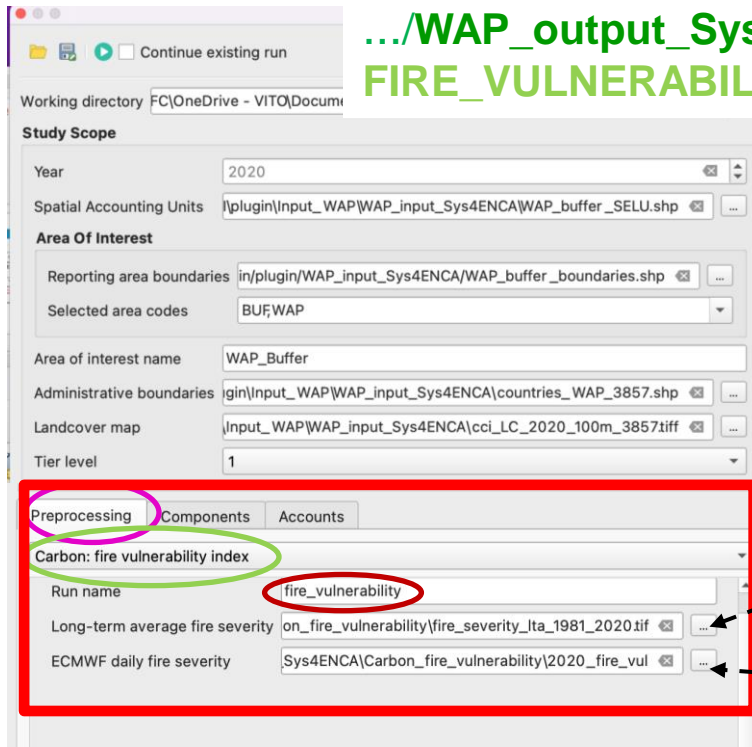 .../WAP_output_Sys
FIRE_VULNERABIL
Continue existing run
Working directory FC\OneDrive - VITO\Docume
Study Scope
Year 2020
Spatial Accounting Units l\plugin\Input_WAP\WAP_input_Sys4ENCA\WAP_buffer_SELU.shp ...
Area Of Interest
Reporting area boundaries in/plugin/WAP_input_Sys4ENCA/WAP_buffer_boundaries.shp ...
Selected area codes BUF,WAP
Area of interest name WAP_Buffer
Administrative boundaries ıgin\Input_WAP\WAP_input_Sys4ENCA\countries_WAP_3857.shp ...
Landcover map \Input_WAP\WAP_input_Sys4ENCA\cci_LC_2020_100m_3857.tiff ...
Tier level 1
Preprocessing Components Accounts
Carbon: fire vulnerability index
Run name fire_vulnerability
Long-term average fire severity on_fire_vulnerability\fire_severity_lta_1981_2020.tif ...
ECMWF daily fire severity Sys4ENCA\Carbon_fire_vulnerability\2020_fire_vul ...